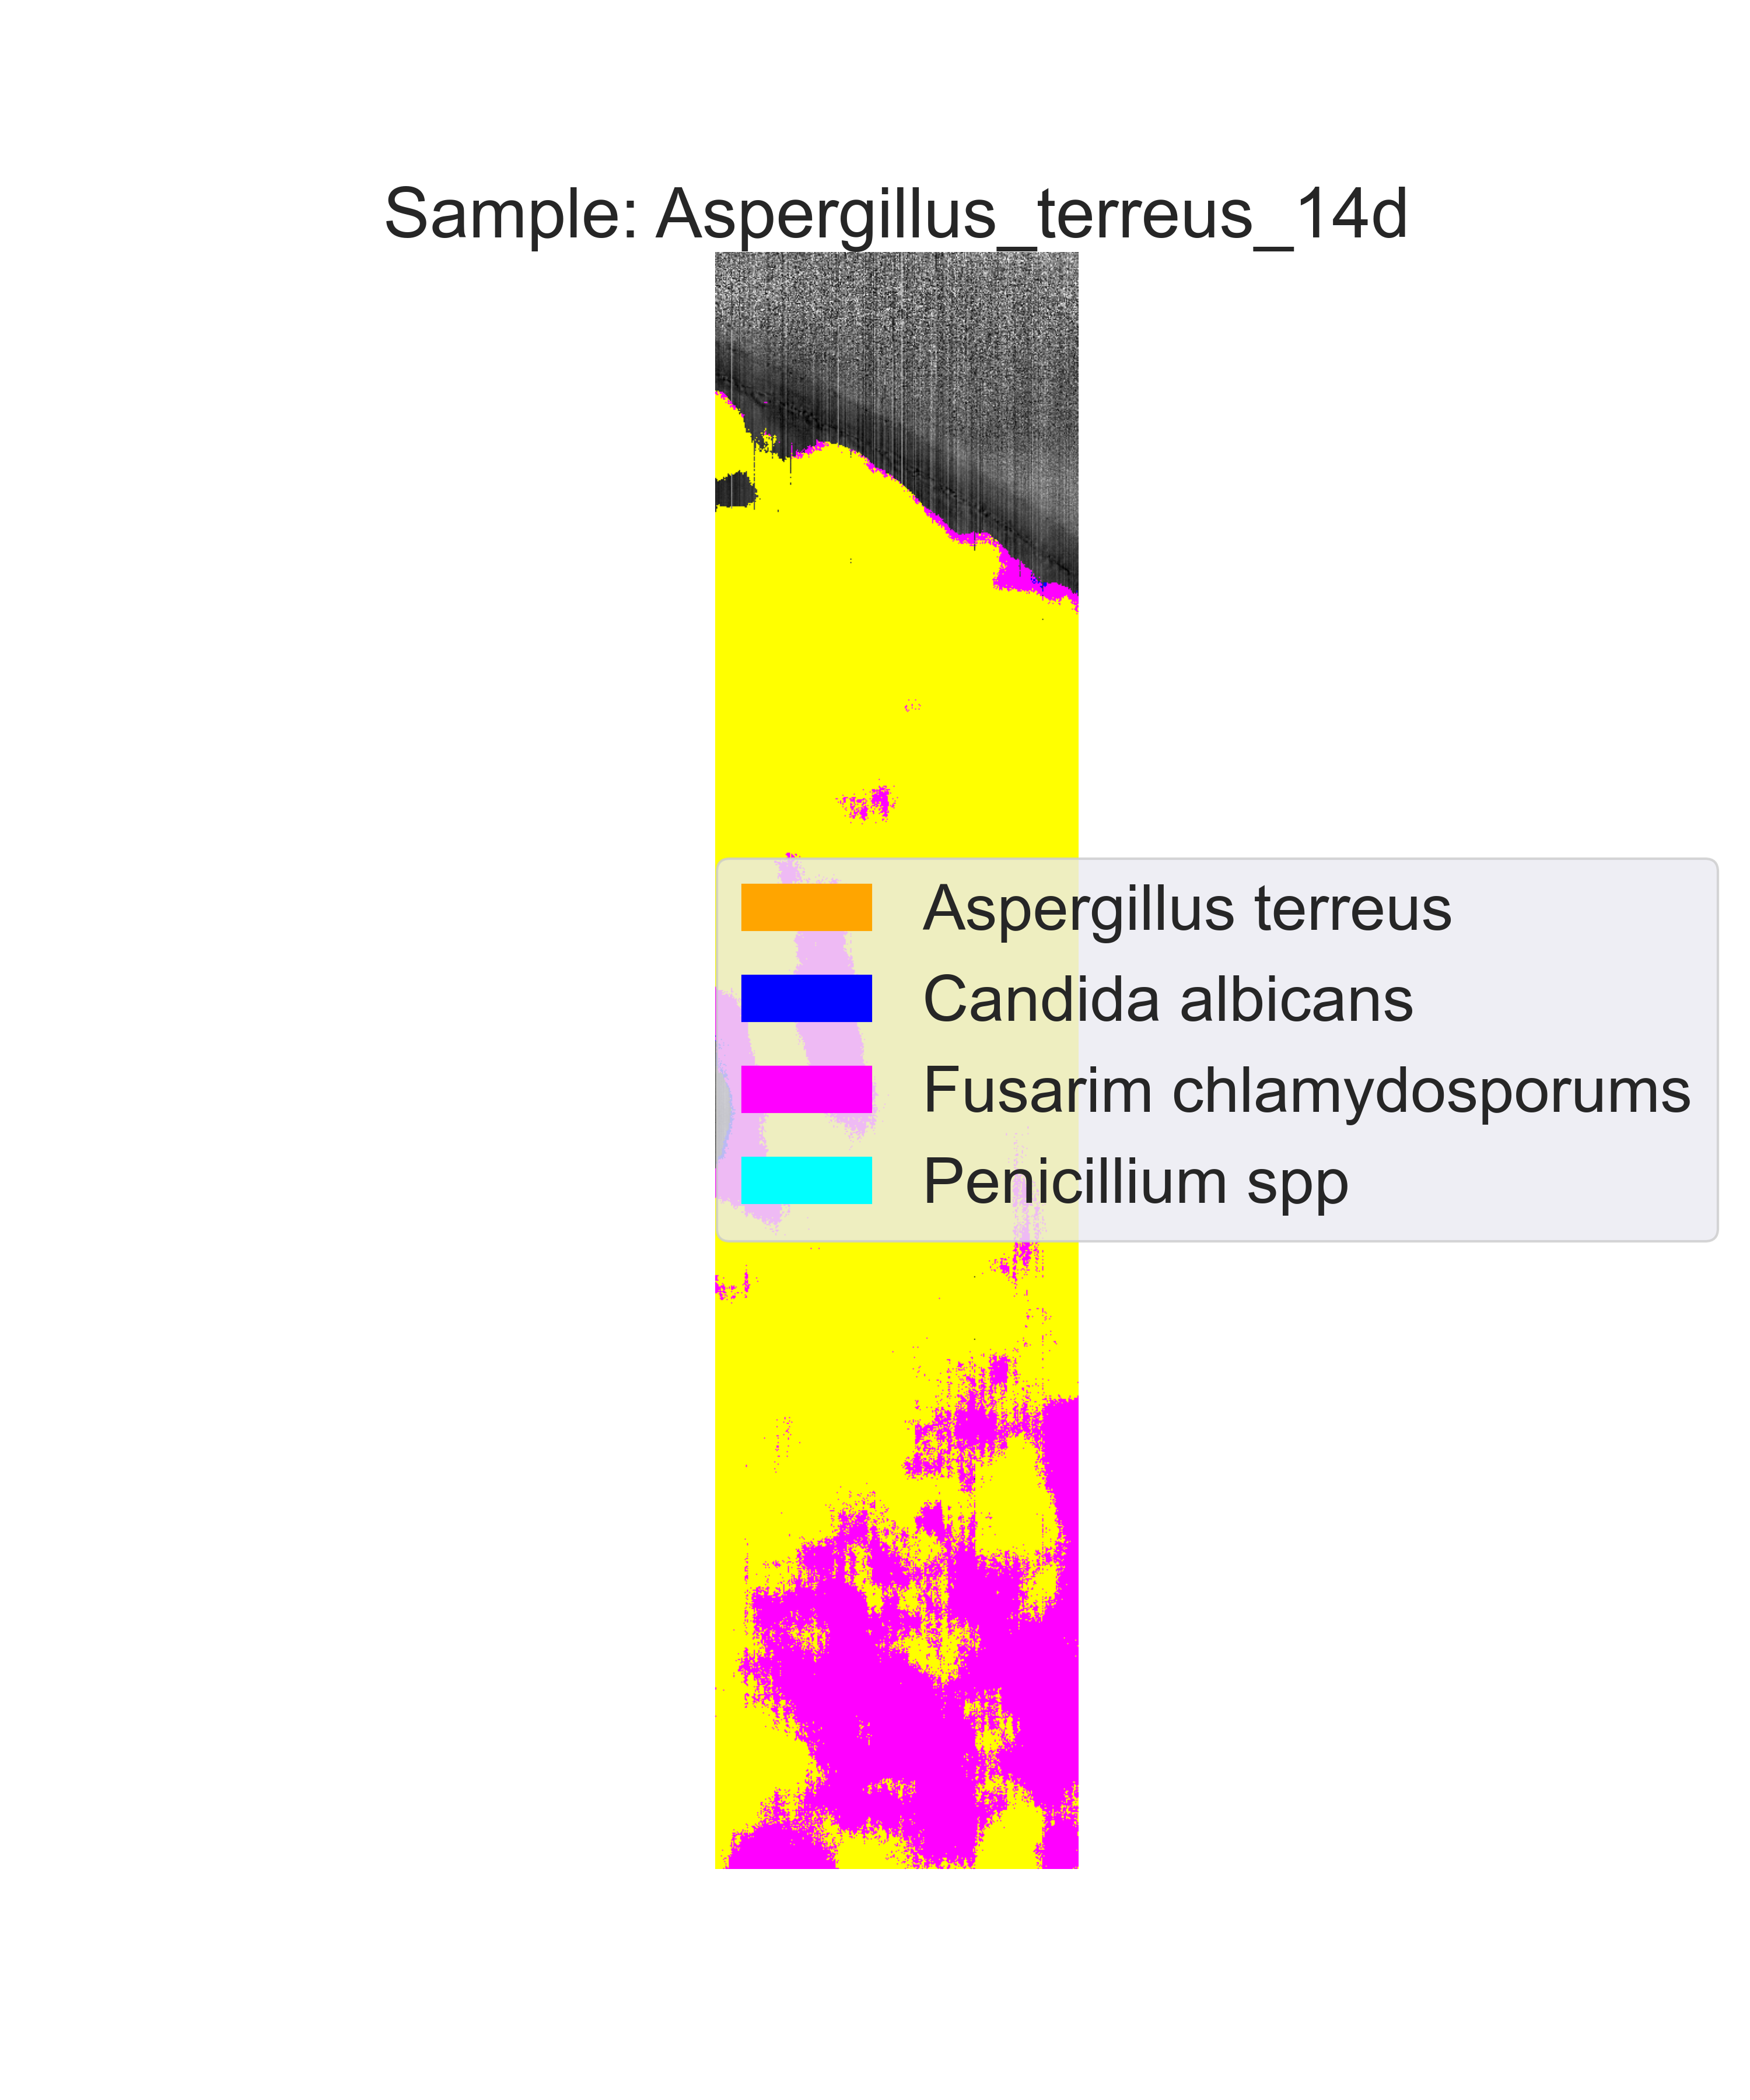 Sample: Aspergillus_terreus_14d
Aspergillus terreus
Candida albicans
Fusarim chlamydosporums
Penicillium spp